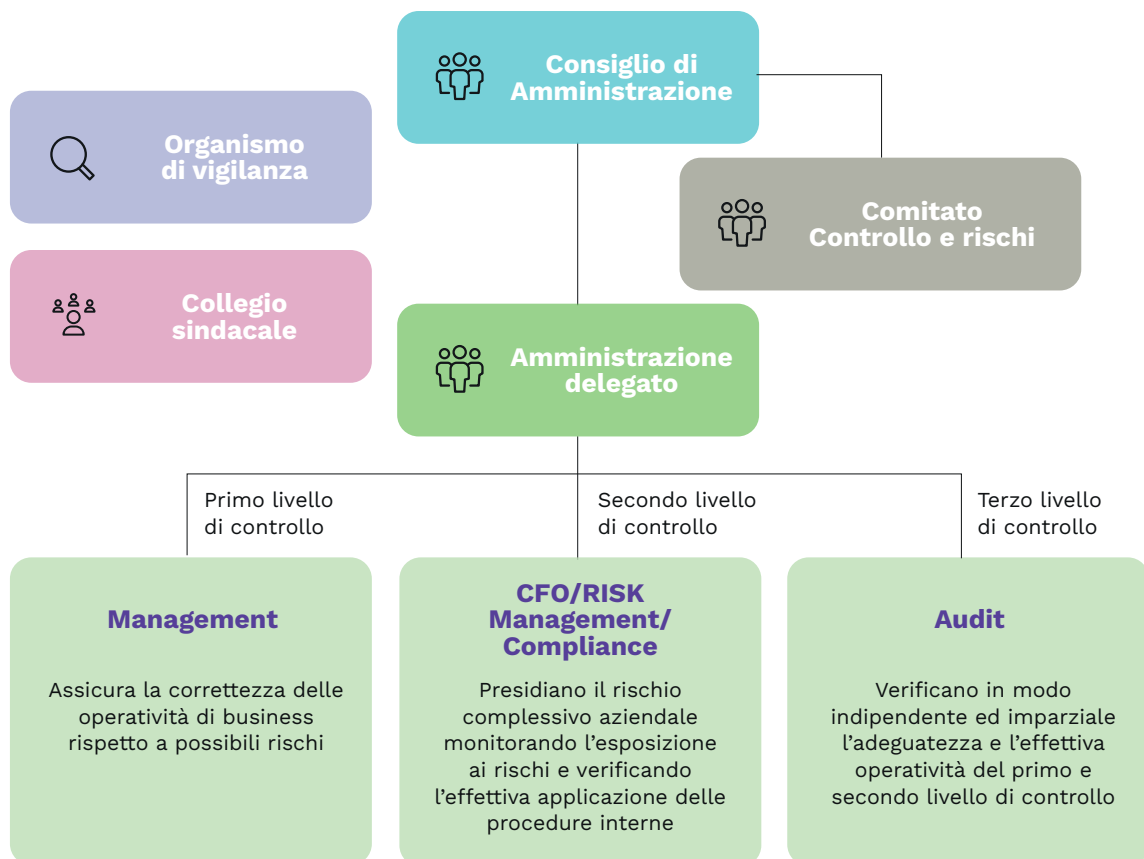 Consiglio di
Amministrazione
Organismo
di vigilanza
Comitato
Controllo e rischi
Collegio
sindacale
Amministrazione
delegato
Primo livello
di controllo
Secondo livello
di controllo
Terzo livello
di controllo
Management
Assicura la correttezza delle
operatività di business
rispetto a possibili rischi
CFO/RISK
Management/
Compliance
Presidiano il rischio
complessivo aziendale
monitorando l’esposizione
ai rischi e verificando
l’effettiva applicazione delle
procedure interne
Audit
Verificano in modo
indipendente ed imparziale
l’adeguatezza e l’effettiva
operatività del primo e
secondo livello di controllo